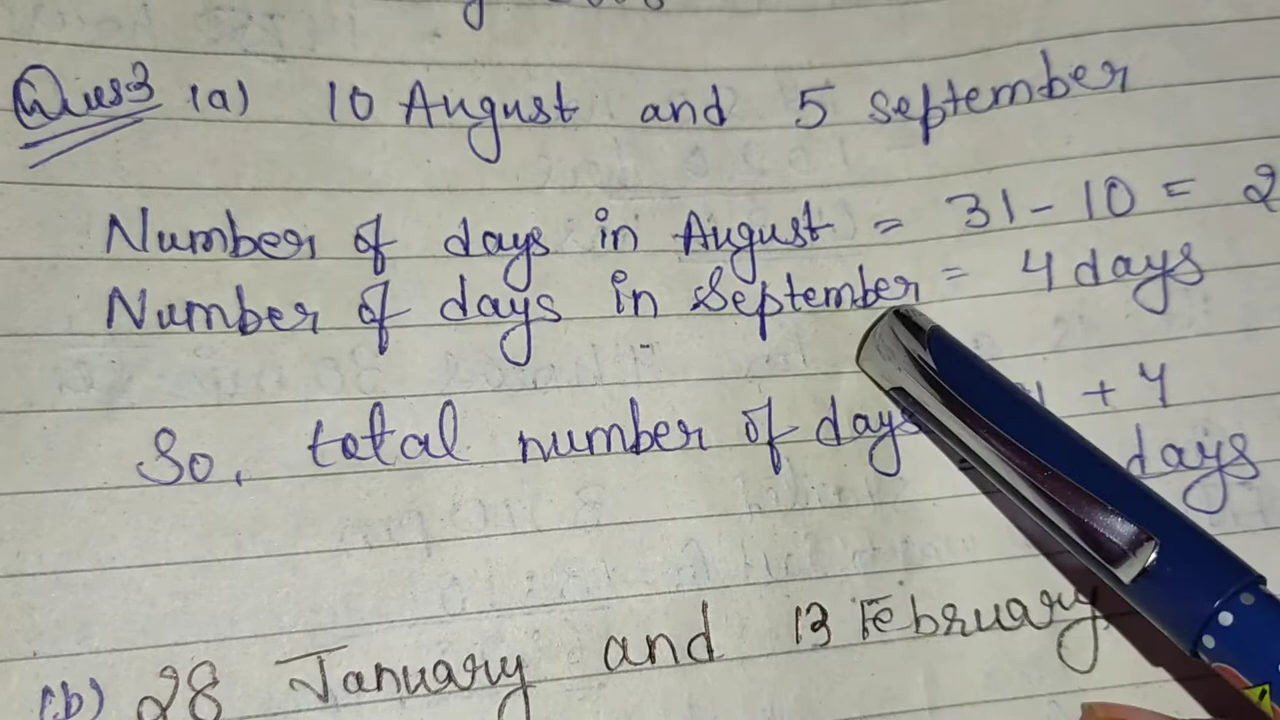 Ques3 (a) 10 August and 5 September
Number of days in August = 31 - 10 = 2
Number of days in September = 4 days
So, total number of days = + 4
days
(b) 28 January and 13 February